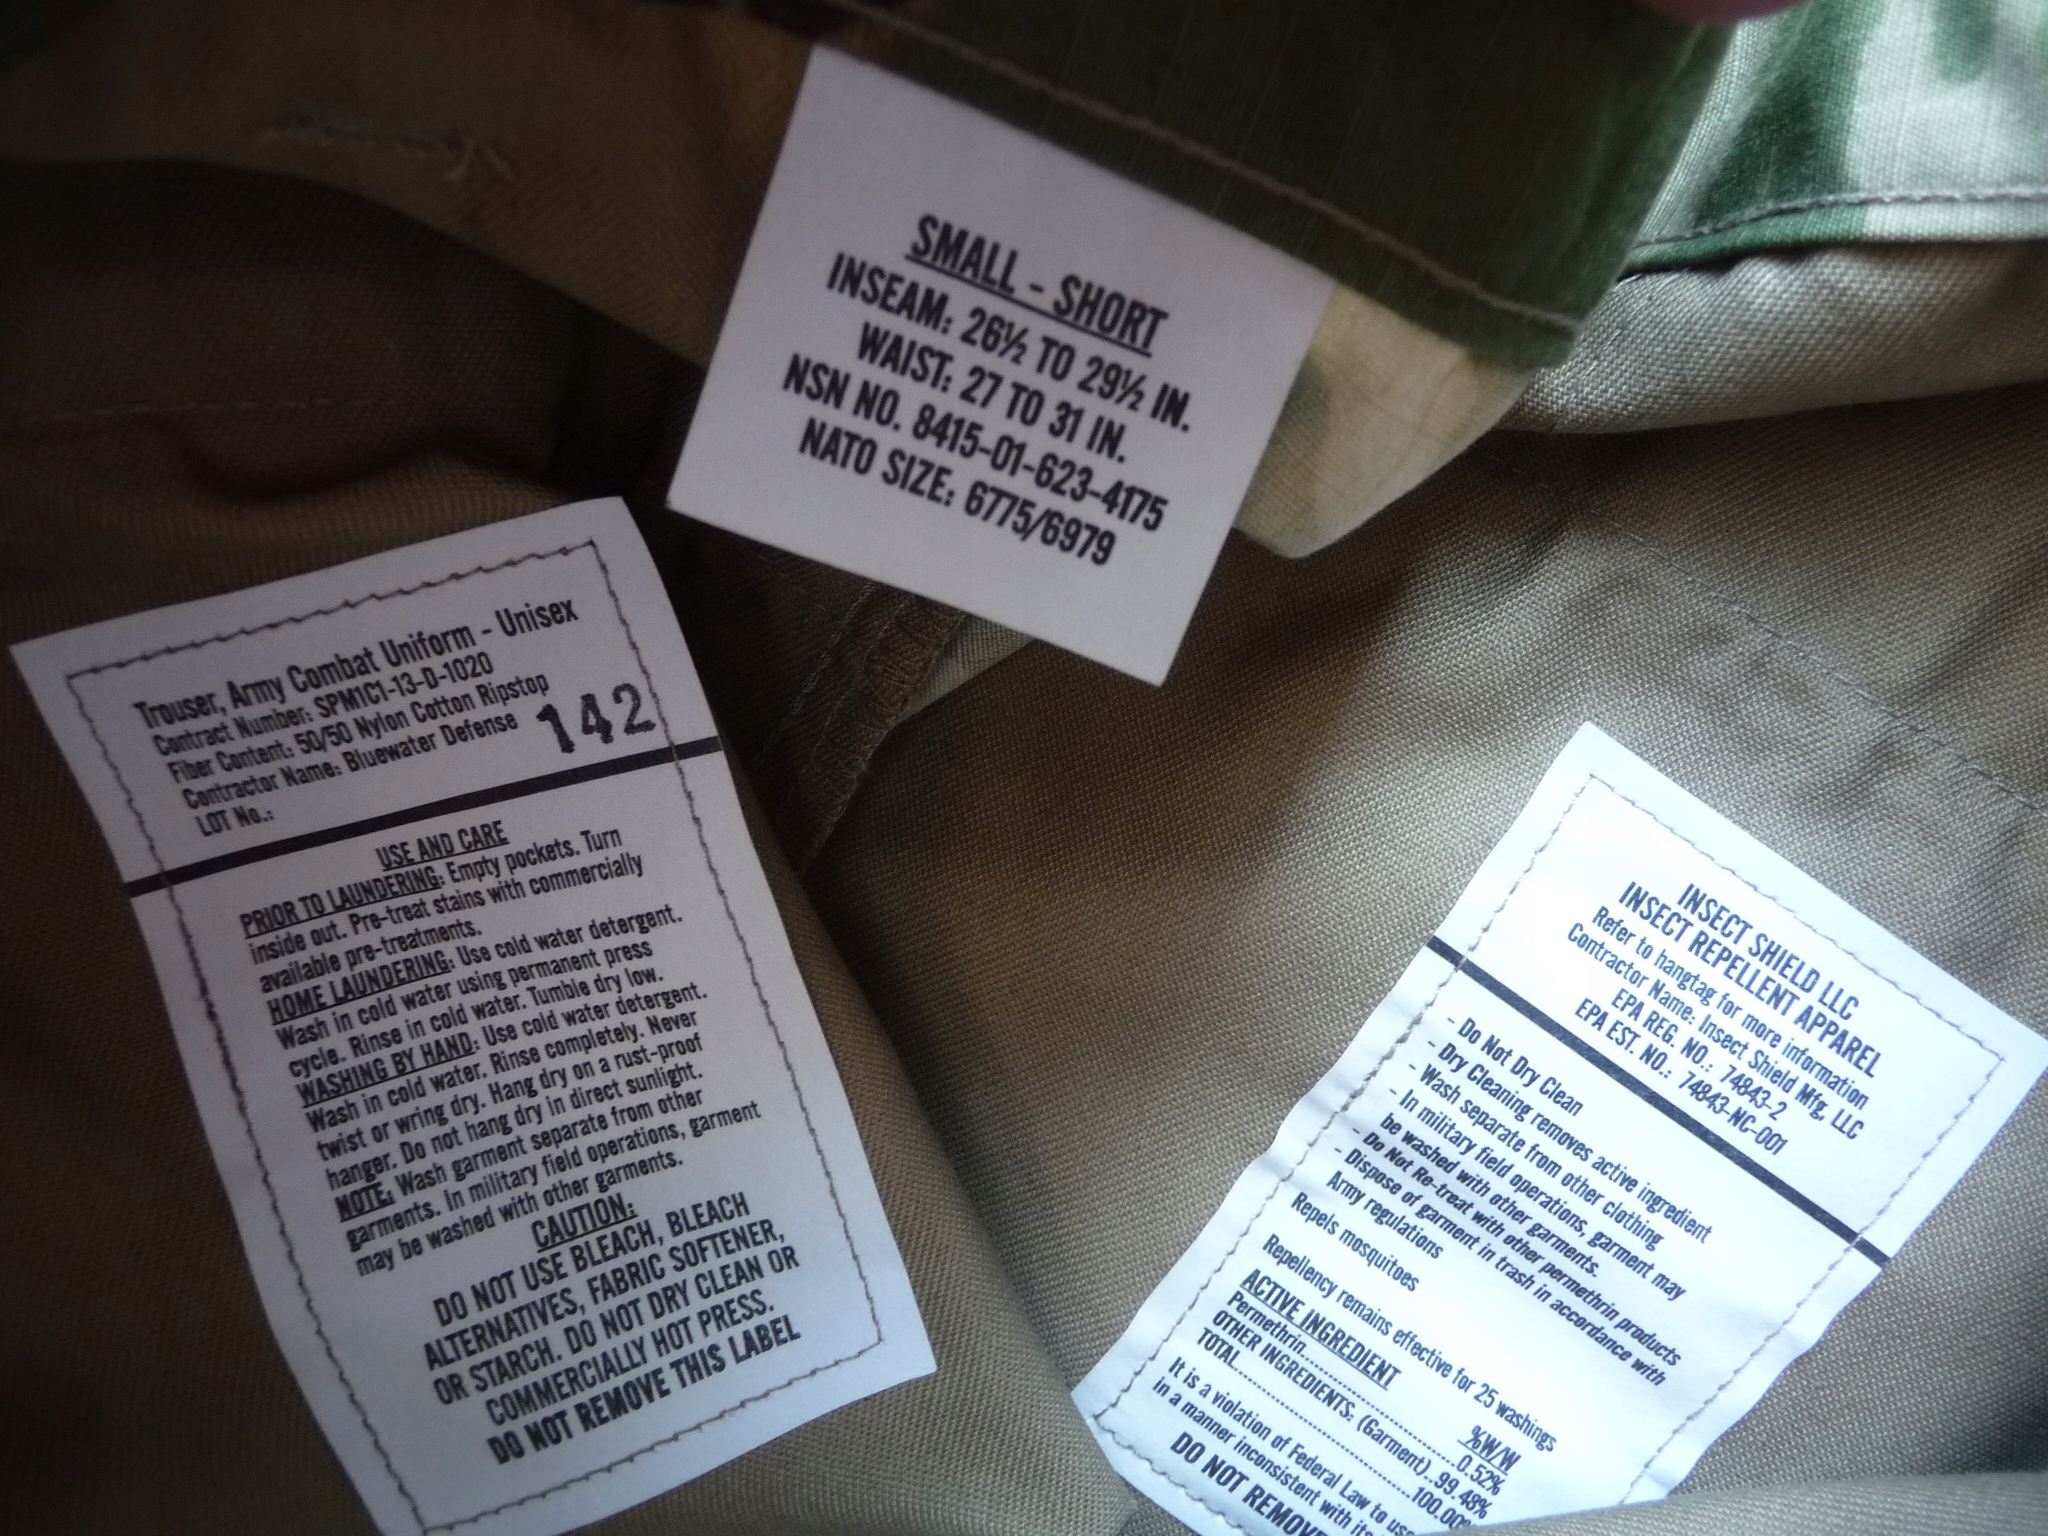 SMALL - SHORT
INSEAM: 26½ TO 29½ IN.
WAIST: 27 TO 31 IN.
NSN NO. 8415-01-623-4175
NATO SIZE: 6775/6979
Trouser, Army Combat Uniform - Unisex
Contract Number: SPM1C1-13-D-1020
Fiber Content: 50/50 Nylon Cotton Ripstop
Contractor Name: Bluewater Defense
142
LOT No.:
USE AND CARE
PRIOR TO LAUNDERING: Empty pockets. Turn
inside out. Pre-treat stains with commercially
available pre-treatments.
HOME LAUNDERING: Use cold water detergent.
Wash in cold water using permanent press
cycle. Rinse in cold water. Tumble dry low.
WASHING BY HAND: Use cold water detergent.
Wash in cold water. Rinse completely. Never
twist or wring dry. Hang dry on a rust-proof
hanger. Do not hang dry in direct sunlight.
NOTE: Wash garment separate from other
garments. In military field operations, garment
may be washed with other garments.
CAUTION:
DO NOT USE BLEACH, BLEACH
ALTERNATIVES, FABRIC SOFTENER,
OR STARCH. DO NOT DRY CLEAN OR
COMMERCIALLY HOT PRESS.
DO NOT REMOVE THIS LABEL
INSECT SHIELD LLC
INSECT REPELLENT APPAREL
Refer to hangtag for more information
Contractor Name: Insect Shield Mfg. LLC
EPA REG. NO.: 74843-2
EPA EST. NO.: 74843-NC-001
- Do Not Dry Clean
- Dry Cleaning removes active ingredient
- Wash separate from other clothing
- In military field operations, garment may
be washed with other garments.
- Do Not Re-treat with other permethrin products
- Dispose of garment in trash in accordance with
Army regulations
Repels mosquitoes
Repellency remains effective for 25 washings
ACTIVE INGREDIENT %W/W
Permethrin..........................0.52%
OTHER INGREDIENTS: (Garment)..99.48%
TOTAL..............................100.00%
It is a violation of Federal Law to use
in a manner inconsistent with its
DO NOT REMOVE